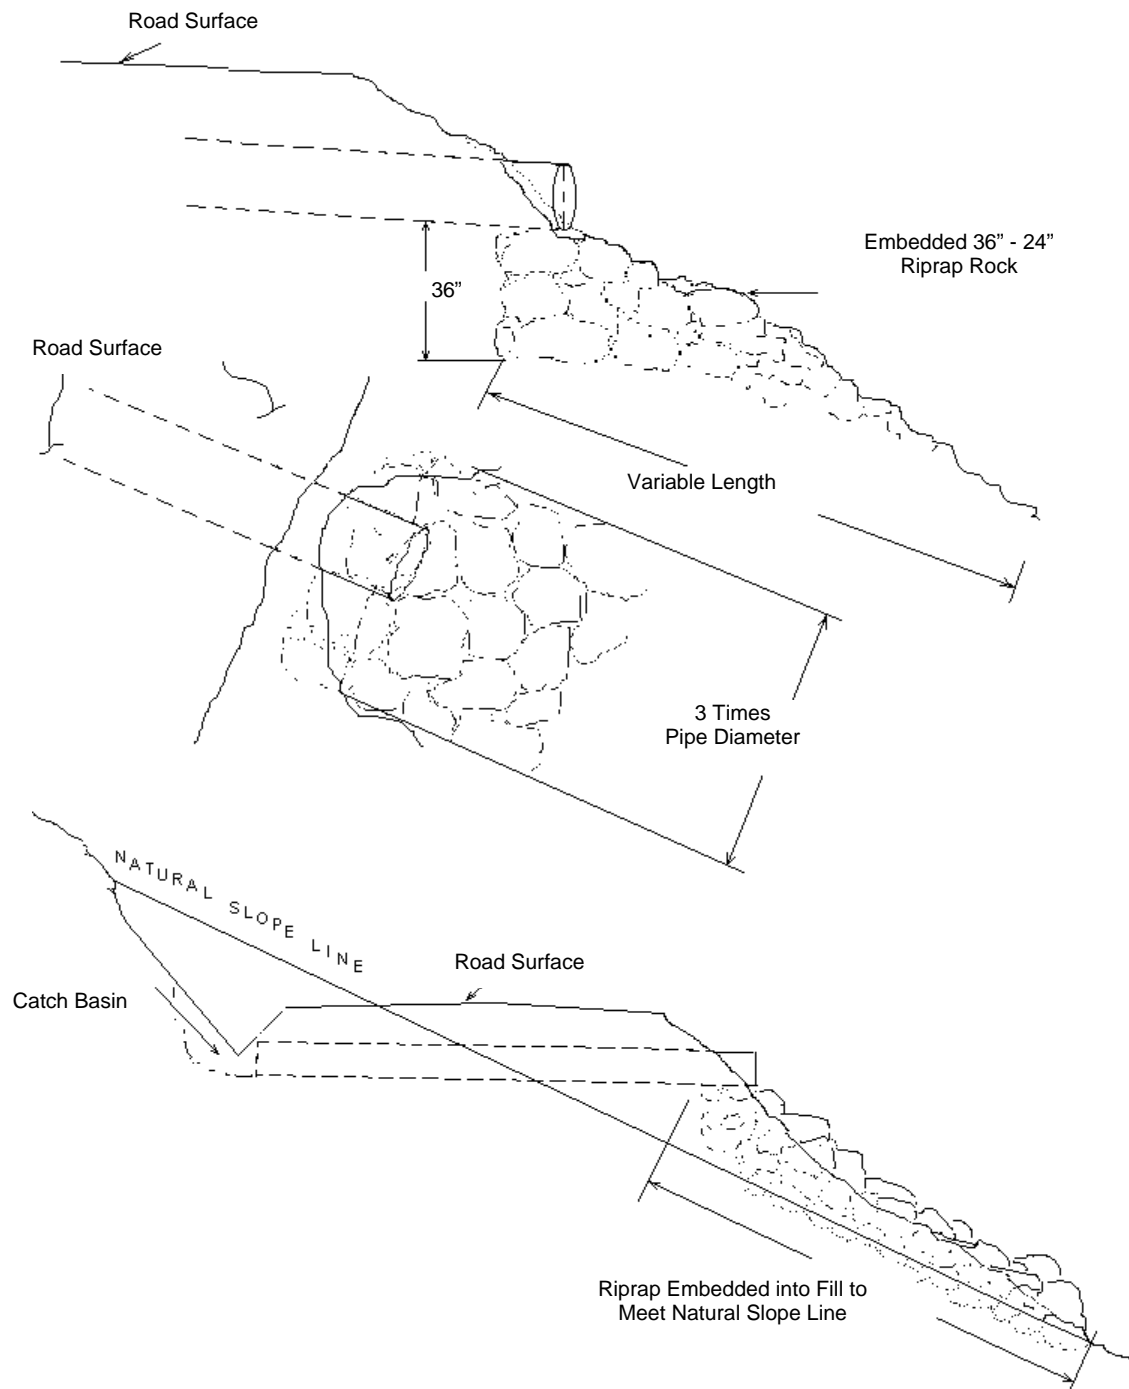 Road Surface
Embedded 36” - 24”
Riprap Rock
36”
Road Surface
Variable Length
3 Times
Pipe Diameter
NATURAL SLOPE LINE
Road Surface
Catch Basin
Riprap Embedded into Fill to
Meet Natural Slope Line